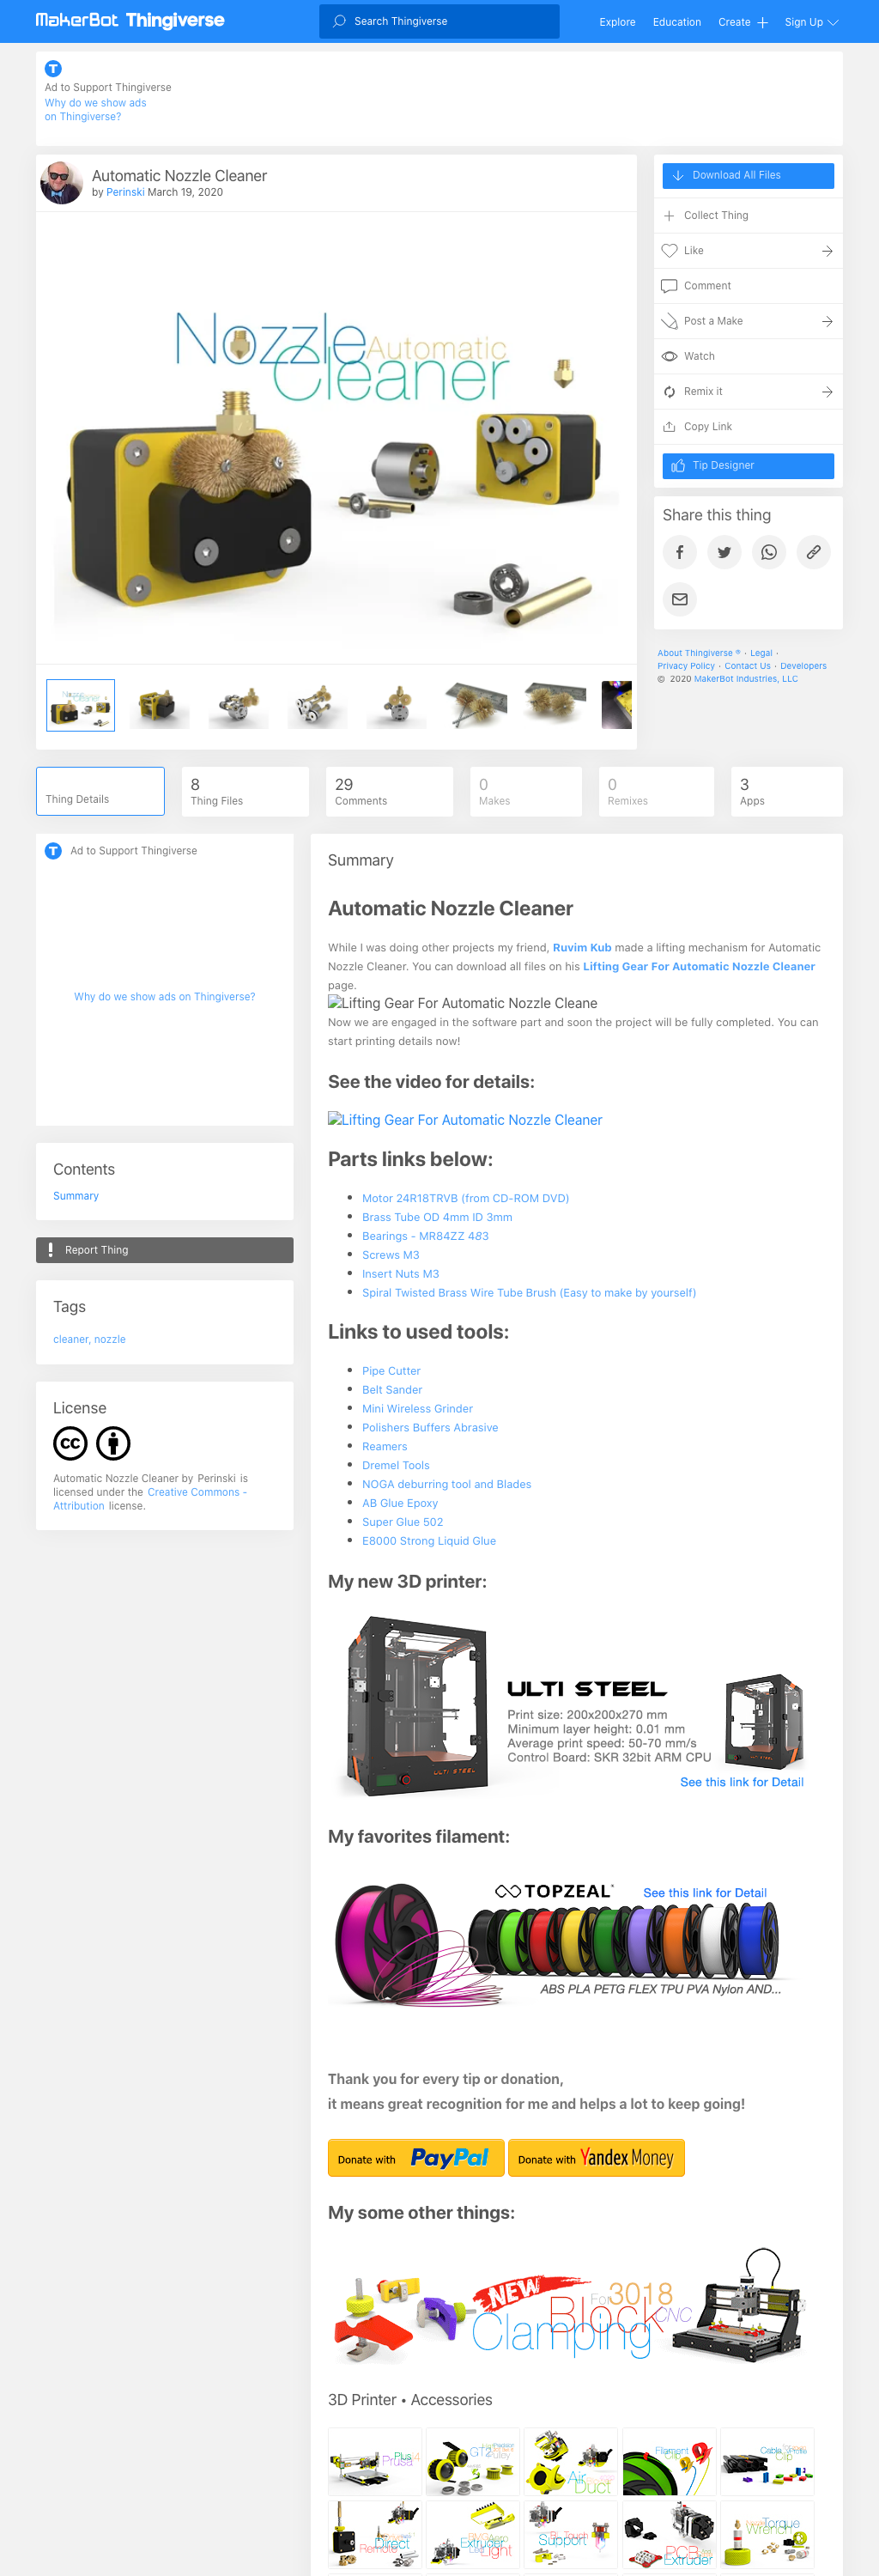 MakerBot Thingiverse
Search Thingiverse
Explore
Education
Create
Sign Up
Ad to Support Thingiverse
Why do we show ads
on Thingiverse?
Automatic Nozzle Cleaner
by Perinski March 19, 2020
Nozzle
Automatic
Cleaner
Download All Files
Collect Thing
Like
Comment
Post a Make
Watch
Remix it
Copy Link
Tip Designer
Share this thing
About Thingiverse ® · Legal ·
Privacy Policy · Contact Us · Developers
© 2020 MakerBot Industries, LLC
Thing Details
8
Thing Files
29
Comments
0
Makes
0
Remixes
3
Apps
Ad to Support Thingiverse
Why do we show ads on Thingiverse?
Contents
Summary
Report Thing
Tags
cleaner, nozzle
License
cc
Automatic Nozzle Cleaner by Perinski is
licensed under the Creative Commons -
Attribution license.
Summary
Automatic Nozzle Cleaner
While I was doing other projects my friend, Ruvim Kub made a lifting mechanism for Automatic
Nozzle Cleaner. You can download all files on his Lifting Gear For Automatic Nozzle Cleaner
page.
Lifting Gear For Automatic Nozzle Cleane
Now we are engaged in the software part and soon the project will be fully completed. You can
start printing details now!
See the video for details:
Lifting Gear For Automatic Nozzle Cleaner
Parts links below:
Motor 24R18TRVB (from CD-ROM DVD)
Brass Tube OD 4mm ID 3mm
Bearings - MR84ZZ 483
Screws M3
Insert Nuts M3
Spiral Twisted Brass Wire Tube Brush (Easy to make by yourself)
Links to used tools:
Pipe Cutter
Belt Sander
Mini Wireless Grinder
Polishers Buffers Abrasive
Reamers
Dremel Tools
NOGA deburring tool and Blades
AB Glue Epoxy
Super Glue 502
E8000 Strong Liquid Glue
My new 3D printer:
ULTI STEEL
Print size: 200x200x270 mm
Minimum layer height: 0.01 mm
Average print speed: 50-70 mm/s
Control Board: SKR 32bit ARM CPU
See this link for Detail
ULTI STEEL
My favorites filament:
TOPZEAL
See this link for Detail
ABS PLA PETG FLEX TPU PVA Nylon AND...
Thank you for every tip or donation,
it means great recognition for me and helps a lot to keep going!
Donate with PayPal
Donate with Yandex Money
My some other things:
NEW
For 3018
Block CNC
Clamping
3D Printer • Accessories
Plus
Prusa
GT2
Pulley
Air
Duct
Filament
Clip
Cable
Clip
Direct
Remote
Extruder
Light
BL Touch
Support
PCB
Extruder
Torque
Wrench